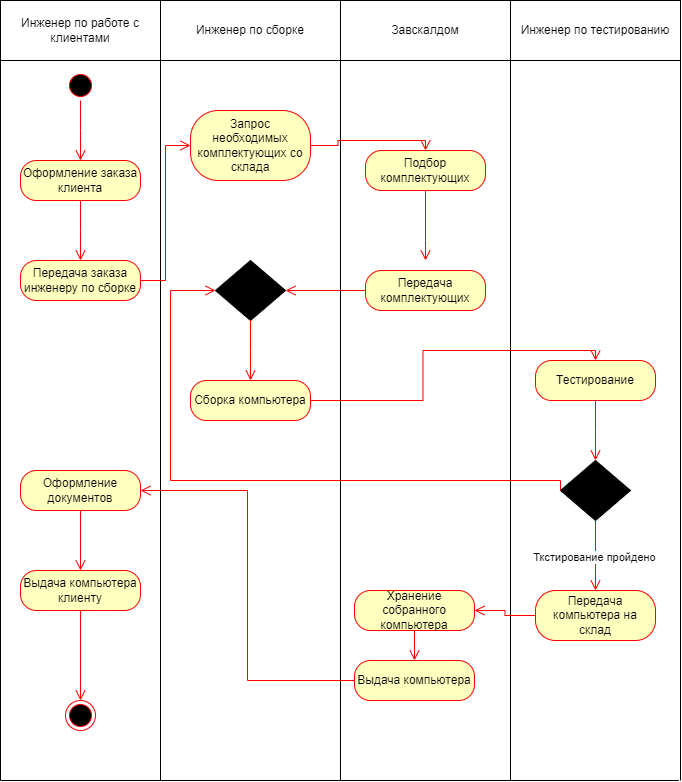 Инженер по работе с
клиентами
Инженер по сборке
Завскалдом
Инженер по тестированию
Запрос
необходимых
комплектующих со
склада
Подбор
комплектующих
Оформление заказа
клиента
Передача заказа
инженеру по сборке
Передача
комплектующих
Сборка компьютера
Тестирование
Оформление
документов
Ткстирование пройдено
Выдача компьютера
клиенту
Хранение
собранного
компьютера
Передача
компьютера на
склад
Выдача компьютера